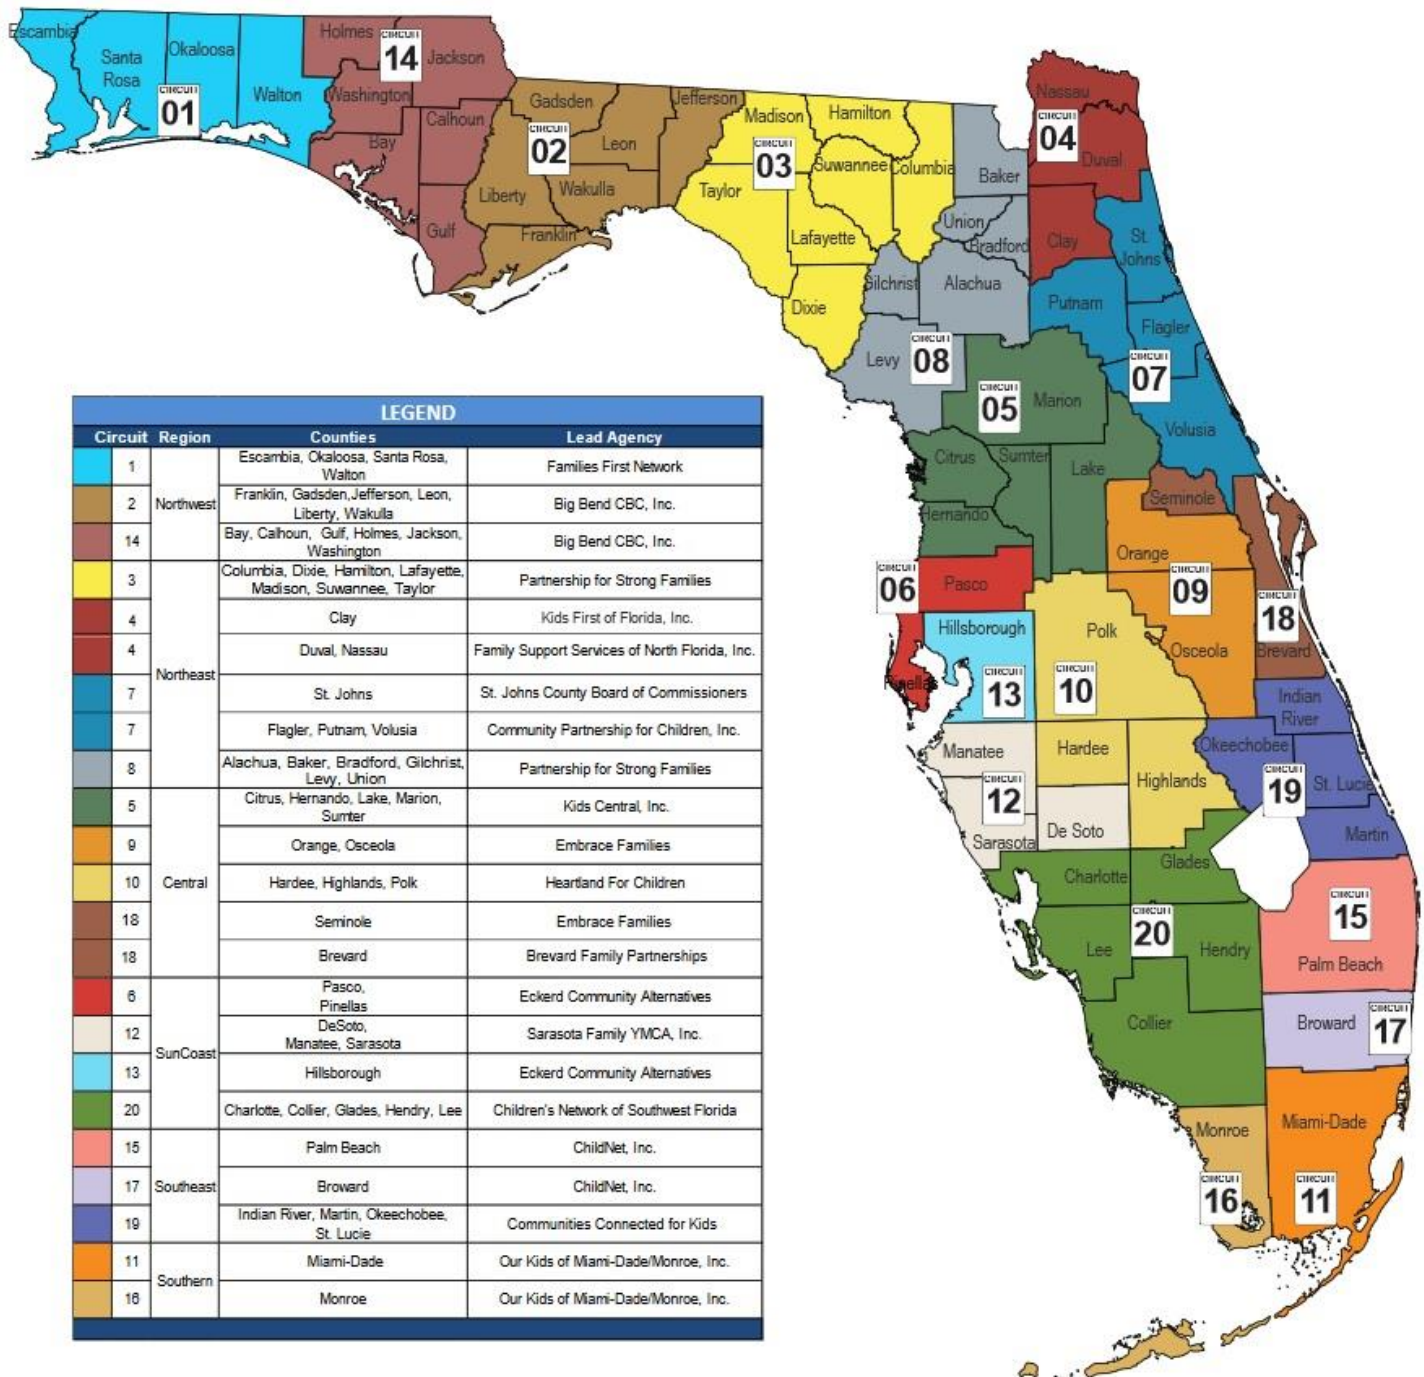 Escambia
Santa
Rosa
Okaloosa
Walton
CIRCUIT
01
Holmes
CIRCUIT
14
Jackson
Washington
Bay
Calhoun
Gulf
Gadsden
Jefferson
CIRCUIT
02
Leon
Liberty
Wakulla
Franklin
Madison
Hamilton
CIRCUIT
03
Suwannee
Columbia
Taylor
Lafayette
Dixie
Nassau
CIRCUIT
04
Duval
Baker
Union
Bradford
Clay
St.
Johns
Gilchrist
Alachua
Putnam
Flagler
Levy
CIRCUIT
08
CIRCUIT
07
CIRCUIT
05
Marion
Volusia
Citrus
Sumter
Lake
Seminole
Hernando
Orange
CIRCUIT
06
Pasco
CIRCUIT
09
CIRCUIT
18
Hillsborough
Polk
Osceola
Brevard
Pinellas
CIRCUIT
13
CIRCUIT
10
Indian
River
Manatee
Hardee
Okeechobee
CIRCUIT
12
Highlands
CIRCUIT
19
St. Lucie
Sarasota
De Soto
Martin
Charlotte
Glades
CIRCUIT
20
CIRCUIT
15
Lee
Hendry
Palm Beach
Collier
Broward
CIRCUIT
17
Monroe
Miami-Dade
CIRCUIT
16
CIRCUIT
11
LEGEND
Circuit Region Counties Lead Agency
1 Escambia, Okaloosa, Santa Rosa, Walton Families First Network
Northwest
2 Franklin, Gadsden,Jefferson, Leon, Liberty, Wakulla Big Bend CBC, Inc.
14 Bay, Calhoun, Gulf, Holmes, Jackson, Washington Big Bend CBC, Inc.
3 Columbia, Dixie, Hamilton, Lafayette, Madison, Suwannee, Taylor Partnership for Strong Families
4 Clay Kids First of Florida, Inc.
4 Duval, Nassau Family Support Services of North Florida, Inc.
Northeast
7 St. Johns St. Johns County Board of Commissioners
7 Flagler, Putnam, Volusia Community Partnership for Children, Inc.
8 Alachua, Baker, Bradford, Gilchrist, Levy, Union Partnership for Strong Families
5 Citrus, Hernando, Lake, Marion, Sumter Kids Central, Inc.
9 Orange, Osceola Embrace Families
10 Central Hardee, Highlands, Polk Heartland For Children
18 Seminole Embrace Families
18 Brevard Brevard Family Partnerships
6 Pasco, Pinellas Eckerd Community Alternatives
12 DeSoto, Manatee, Sarasota Sarasota Family YMCA, Inc.
SunCoast
13 Hillsborough Eckerd Community Alternatives
20 Charlotte, Collier, Glades, Hendry, Lee Children's Network of Southwest Florida
15 Palm Beach ChildNet, Inc.
17 Southeast Broward ChildNet, Inc.
19 Indian River, Martin, Okeechobee, St. Lucie Communities Connected for Kids
11 Miami-Dade Our Kids of Miami-Dade/Monroe, Inc.
Southern
16 Monroe Our Kids of Miami-Dade/Monroe, Inc.